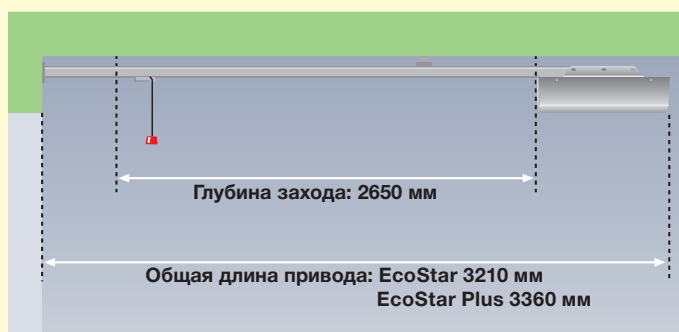 Глубина захода: 2650 мм
Общая длина привода: EcoStar 3210 мм
EcoStar Plus 3360 мм